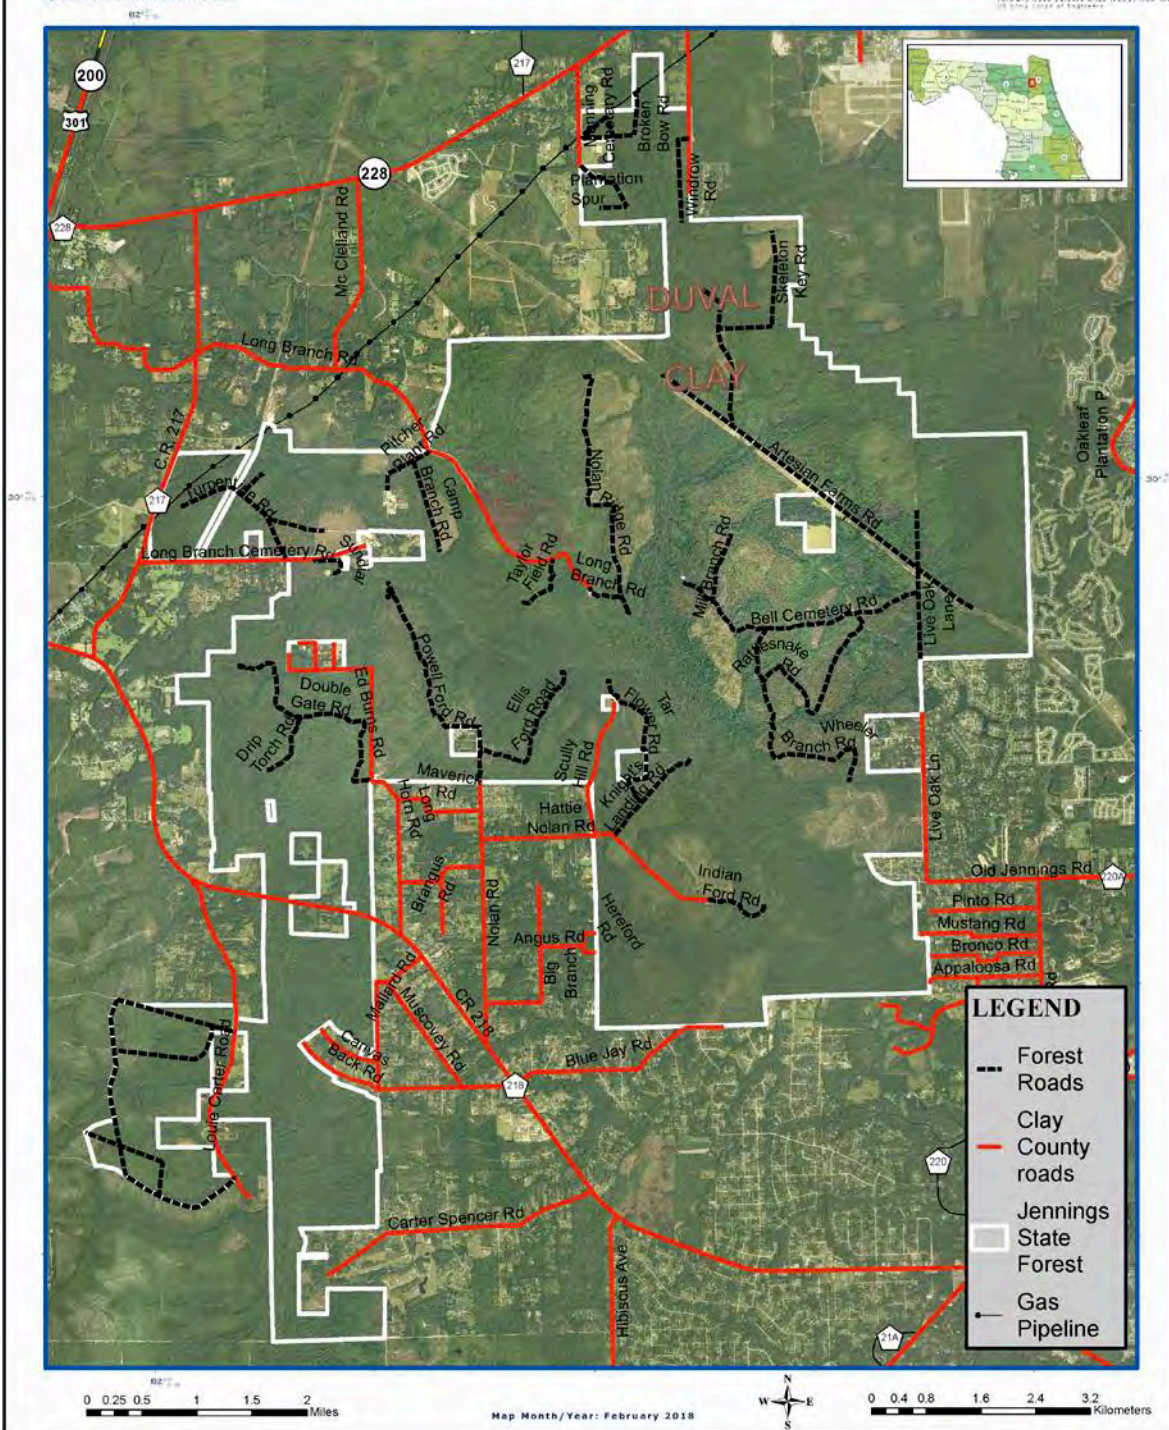 200
301
217
228
228
Manning
Cemetery Rd
Broken
Bow Rd
Plantation
Spur
Windrow
Rd
Mc Clelland Rd
Skeleton
Key Rd
DUVAL
CLAY
Long Branch Rd
C.R. 217
217
Pitcher
Plant Rd
Camp
Branch Rd
Turpentine Rd
Long Branch Cemetery Rd
Nolan
Ridge Rd
Artesian Farms Rd
Oakleaf
Plantation P
30°
30°
Taylor
Field Rd
Long
Branch Rd
Mill Branch Rd
Bell Cemetery Rd
Live Oak
Lane
Rattlesnake
Rd
Powell Ford Rd
Ellis
Ford Road
Tar
Flower Rd
Wheeler
Branch Rd
Double
Gate Rd
Ed Burns Rd
Drip
Torch Rd
Maverick
Rd
Long
Horn Rd
Scully
Hill Rd
Knight's
Landing Rd
Hattie
Nolan Rd
Live Oak Ln
Brangus
Rd
Nolan Rd
Indian
Ford Rd
Old Jennings Rd
220A
Pinto Rd
Mustang Rd
Bronco Rd
Appaloosa Rd
Rd
Angus Rd
Hereford
Rd
Big
Branch
Mallard Rd
Muscovey Rd
CR 218
Canvas
Back Rd
Blue Jay Rd
218
Louie Carter Road
Carter Spencer Rd
Hibiscus Ave
220
21A
LEGEND
Forest
Roads
Clay
County
roads
Jennings
State
Forest
Gas
Pipeline
0 0.25 0.5 1 1.5 2
Miles
Map Month/Year: February 2018
N
W E
S
0 0.4 0.8 1.6 2.4 3.2
Kilometers